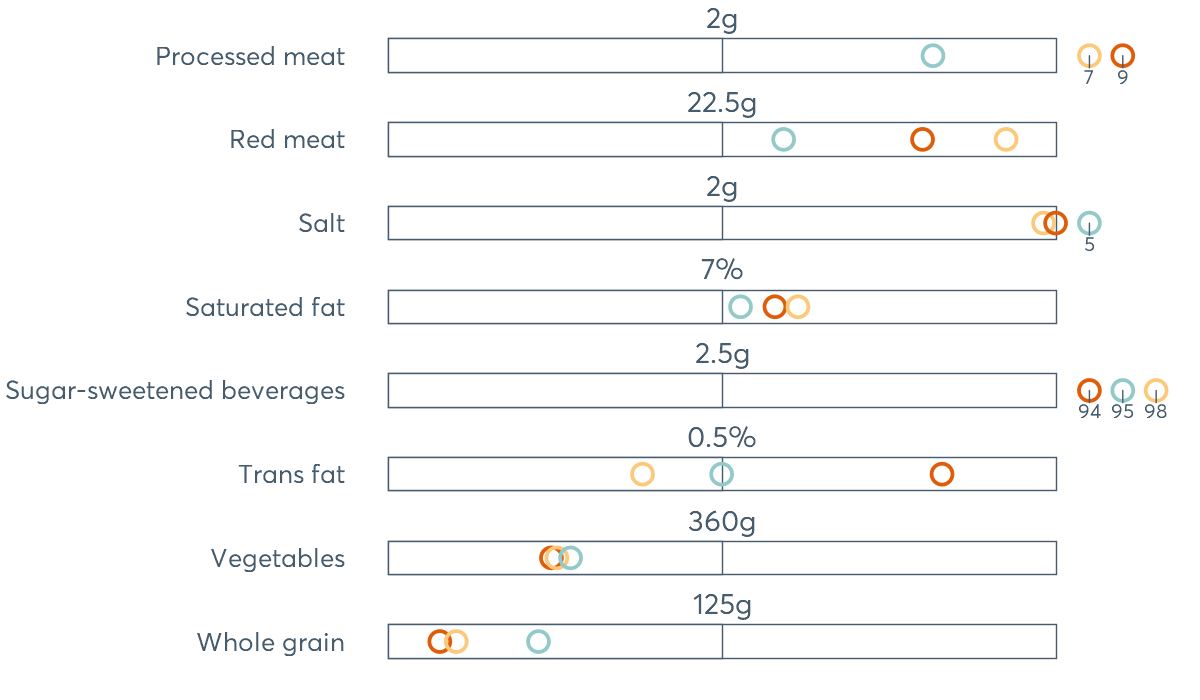 2g
Processed meat
7 9
22.5g
Red meat
2g
Salt
5
7%
Saturated fat
2.5g
Sugar-sweetened beverages
94 95 98
0.5%
Trans fat
360g
Vegetables
125g
Whole grain